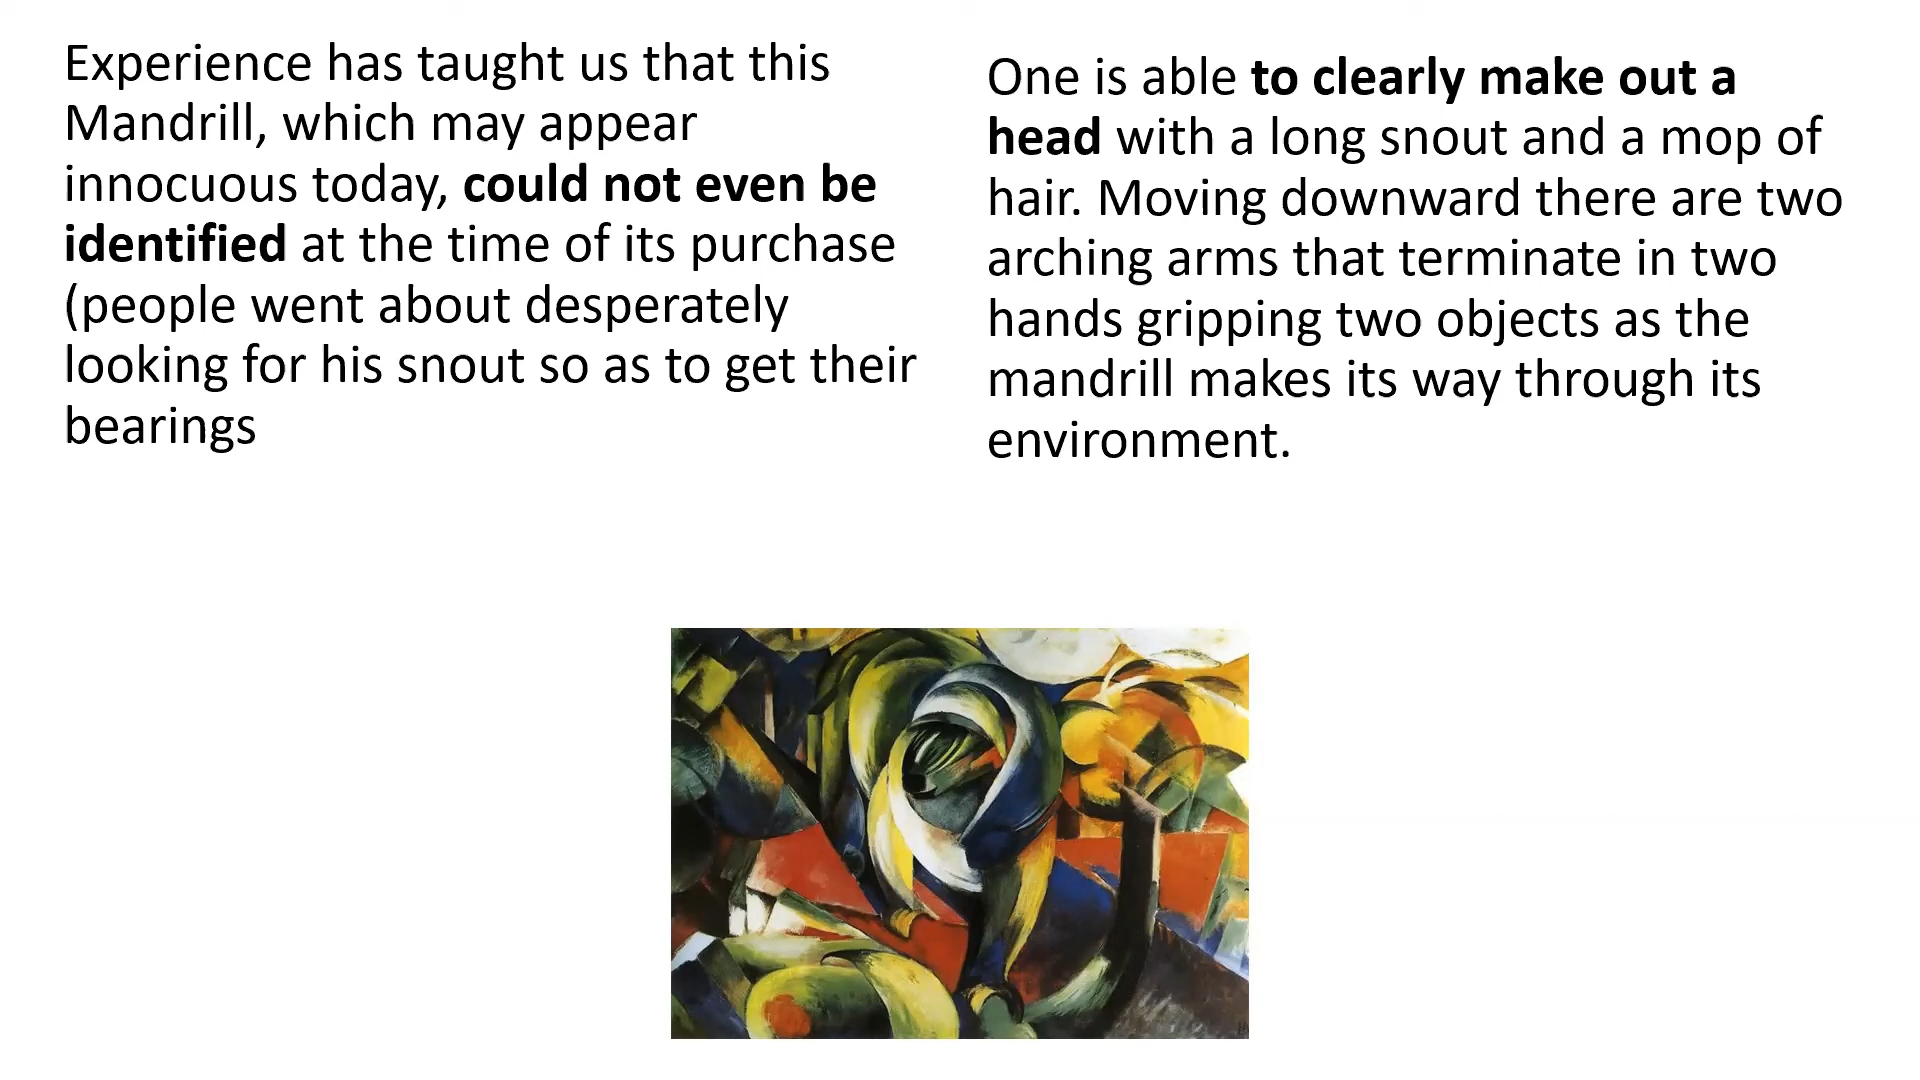 Experience has taught us that this
Mandrill, which may appear
innocuous today, could not even be
identified at the time of its purchase
(people went about desperately
looking for his snout so as to get their
bearings
One is able to clearly make out a
head with a long snout and a mop of
hair. Moving downward there are two
arching arms that terminate in two
hands gripping two objects as the
mandrill makes its way through its
environment.